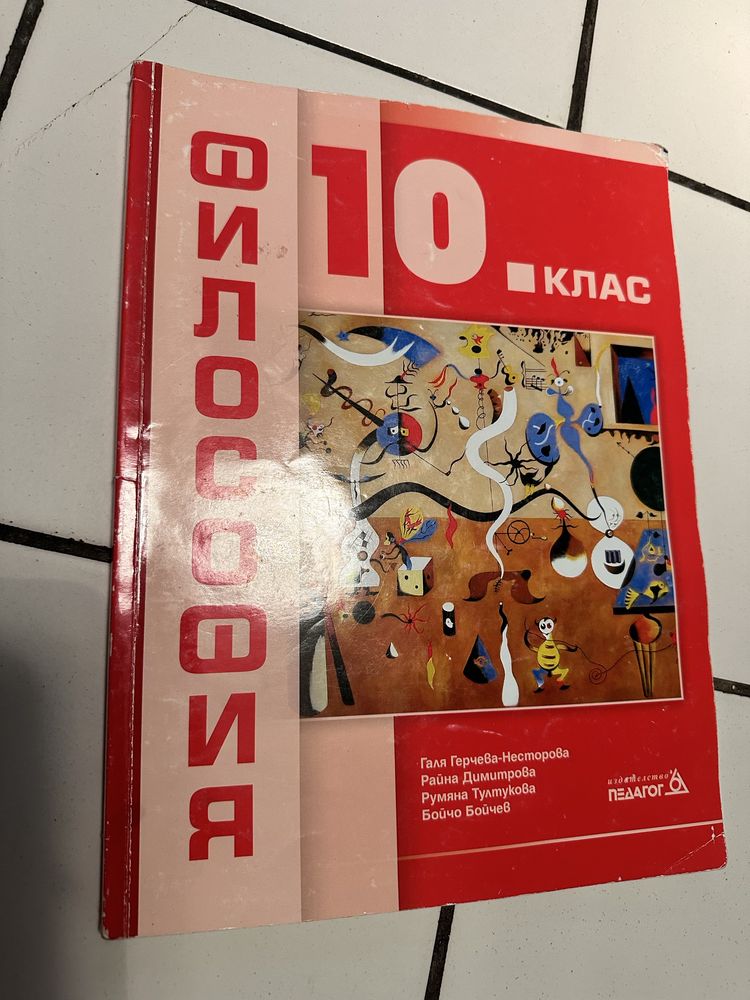 ФИЛОСОФИЯ
10
КЛАС
Галя Герчева-Несторова
Райна Димитрова
Румяна Тултукова
Бойчо Бойчев
издателство
ПЕДАГОГ 6